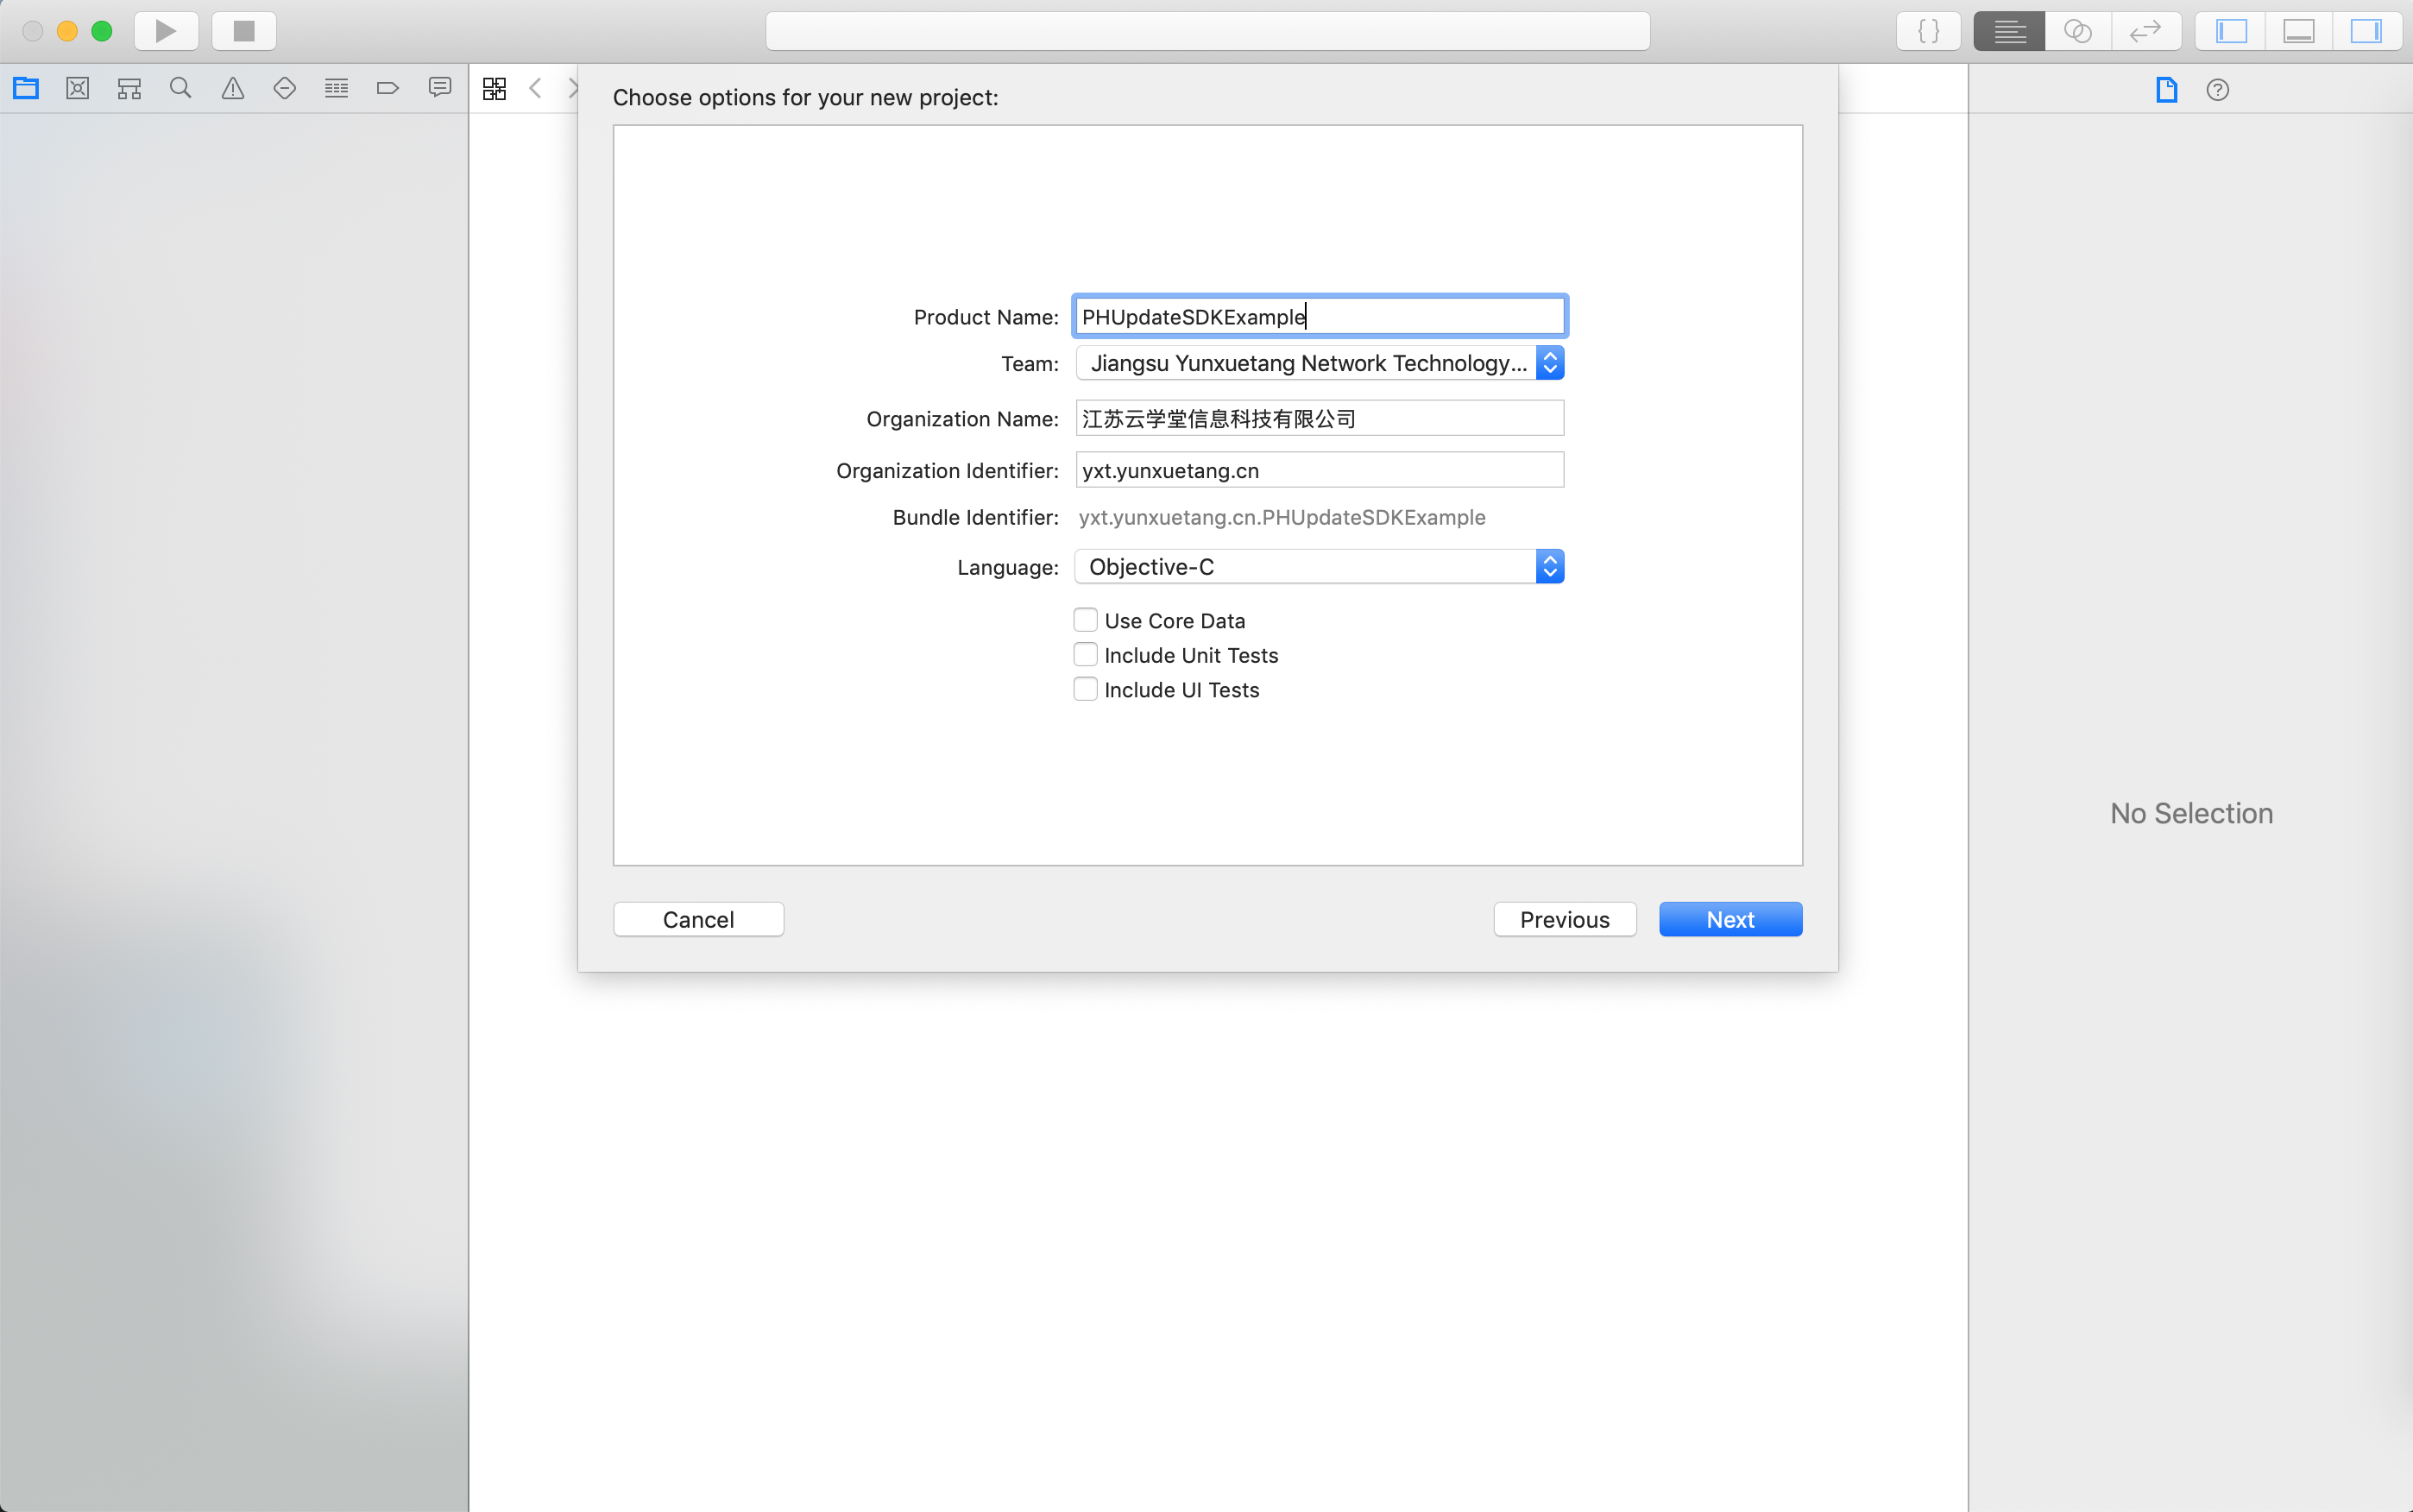 Choose options for your new project:
Product Name: PHUpdateSDKExample
Team: Jiangsu Yunxuetang Network Technology...
Organization Name: 江苏云学堂信息科技有限公司
Organization Identifier: yxt.yunxuetang.cn
Bundle Identifier: yxt.yunxuetang.cn.PHUpdateSDKExample
Language: Objective-C
Use Core Data
Include Unit Tests
Include UI Tests
No Selection
Cancel Previous Next